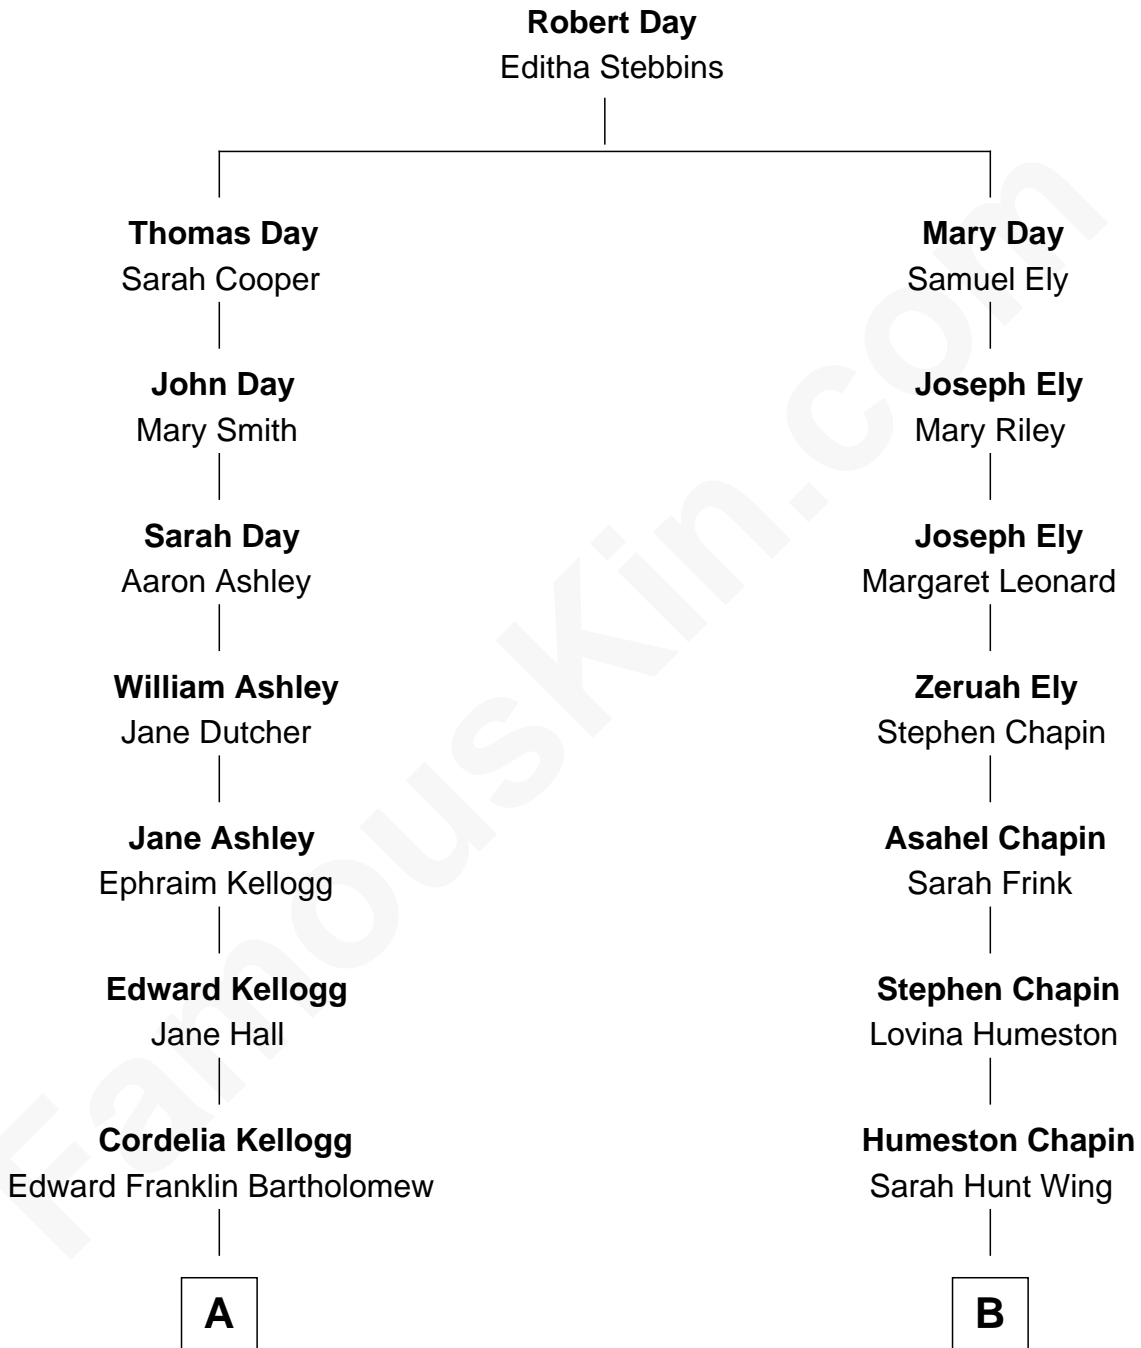 Robert Day
Editha Stebbins
Thomas Day
Sarah Cooper
Mary Day
Samuel Ely
John Day
Mary Smith
Joseph Ely
Mary Riley
Sarah Day
Aaron Ashley
Joseph Ely
Margaret Leonard
William Ashley
Jane Dutcher
Zeruah Ely
Stephen Chapin
Jane Ashley
Ephraim Kellogg
Asahel Chapin
Sarah Frink
Edward Kellogg
Jane Hall
Stephen Chapin
Lovina Humeston
Cordelia Kellogg
Edward Franklin Bartholomew
Humeston Chapin
Sarah Hunt Wing
A
B
FamousKin.com